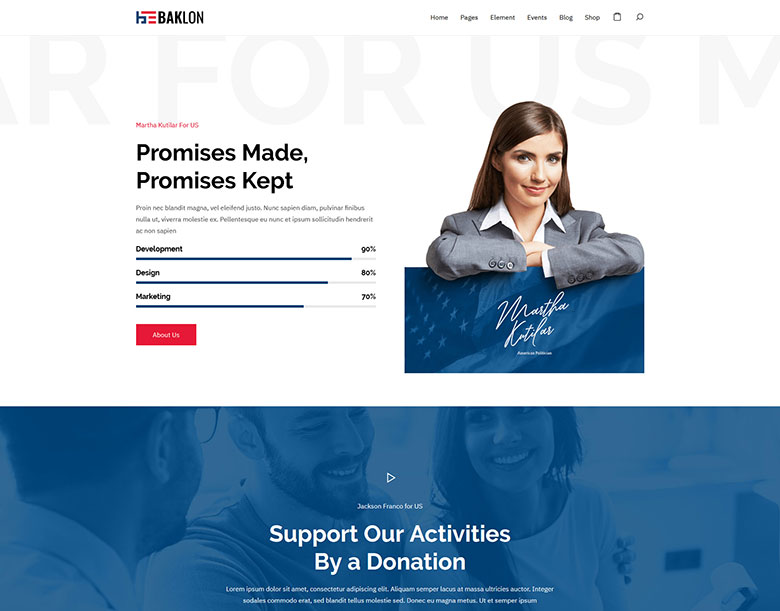 BAKLON
Home Pages Element Events Blog Shop
AR FOR US M
Martha Kutilar For US
Promises Made,
Promises Kept
Proin nec blandit magna, vel eleifend justo. Nunc sapien diam, pulvinar finibus
nulla ut, viverra molestie ex. Pellentesque eu nunc et ipsum sollicitudin hendrerit
ac non sapien
Development 90%
Design 80%
Marketing 70%
About Us
Martha
Kutilar
American Politician
Jackson Franco for US
Support Our Activities
By a Donation
Lorem ipsum dolor sit amet, consectetur adipiscing elit. Aliquam semper lacus at massa ultricies auctor. Integer
sodales commodo erat, sed blandit tellus molestie sed. Donec eu magna metus. Ut et semper ipsum